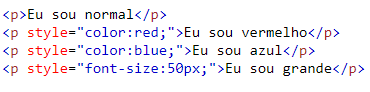 <p>Eu sou normal</p>
<p style="color:red;">Eu sou vermelho</p>
<p style="color:blue;">Eu sou azul</p>
<p style="font-size:50px;">Eu sou grande</p>